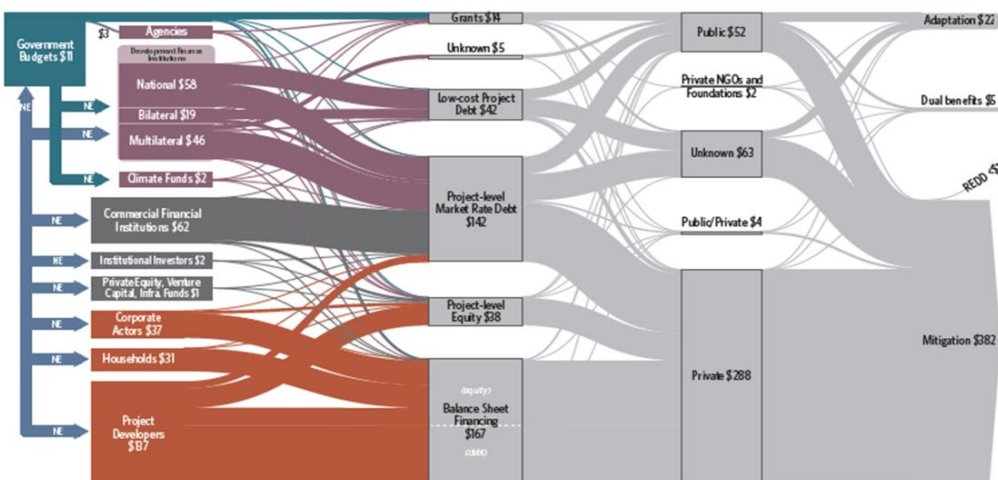 Government
Budgets $11
$3
Agencies
Development Finance
Institutions
National $58
Bilateral $19
Multilateral $46
Climate Funds $2
Commercial Financial
Institutions $62
Institutional Investors $2
Private Equity, Venture
Capital, Infra. Funds $1
Corporate
Actors $37
Households $31
Project
Developers
$137
NE
NE
NE
NE
NE
NE
NE
NE
NE
NE
Grants $14
Unknown $5
Low-cost Project
Debt $42
Project-level
Market Rate Debt
$142
Project-level
Equity $38
(equity)
Balance Sheet
Financing
$167
(debt)
Public $52
Private NGOs and
Foundations $2
Unknown $63
Public/Private $4
Private $288
Adaptation $22
Dual benefits $6
REDD
Mitigation $382